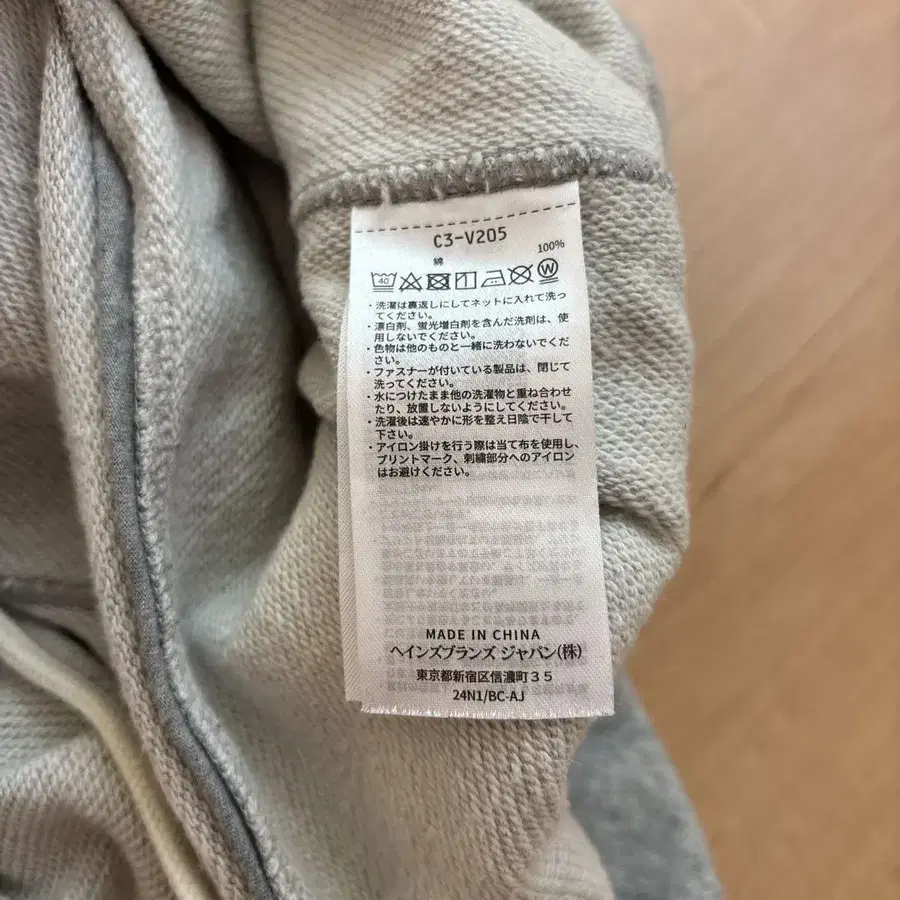 C3-V205
綿 100%
40
・洗濯は裏返しにしてネットに入れて洗っ
てください。
・漂白剤、蛍光増白剤を含んだ洗剤は、使
用しないでください。
・色物は他のものと一緒に洗わないでくだ
さい。
・ファスナーが付いている製品は、閉じて
洗ってください。
・水につけたまま他の洗濯物と重ね合わせ
たり、放置しないようにしてください。
・洗濯後は速やかに形を整え日陰で干して
下さい。
・アイロン掛けを行う際は当て布を使用し、
プリントマーク、刺繍部分へのアイロン
はお避けください。
MADE IN CHINA
ヘインズブランズ ジャパン(株)
東京都新宿区信濃町35
24N1/BC-AJ